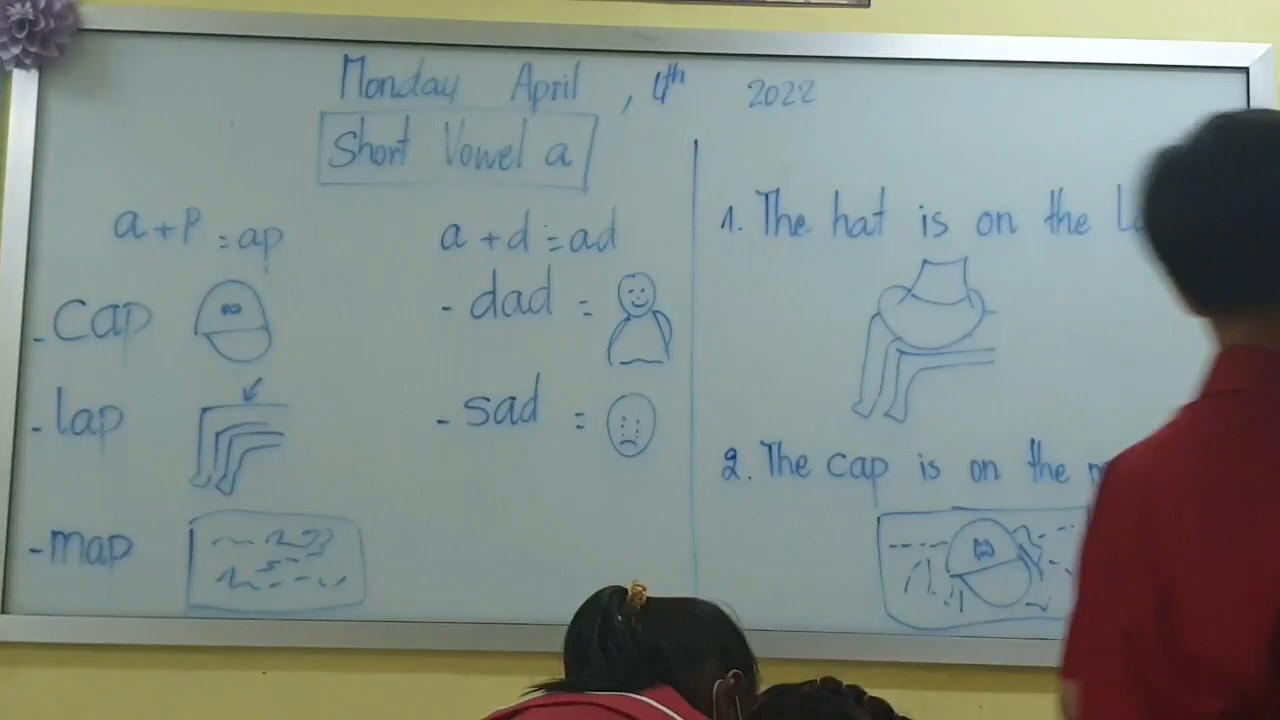 Monday April , 4th 2022
Short Vowel a
a + p = ap
- cap
- lap
- map
a + d = ad
- dad =
- sad =
1. The hat is on the
2. The cap is on the